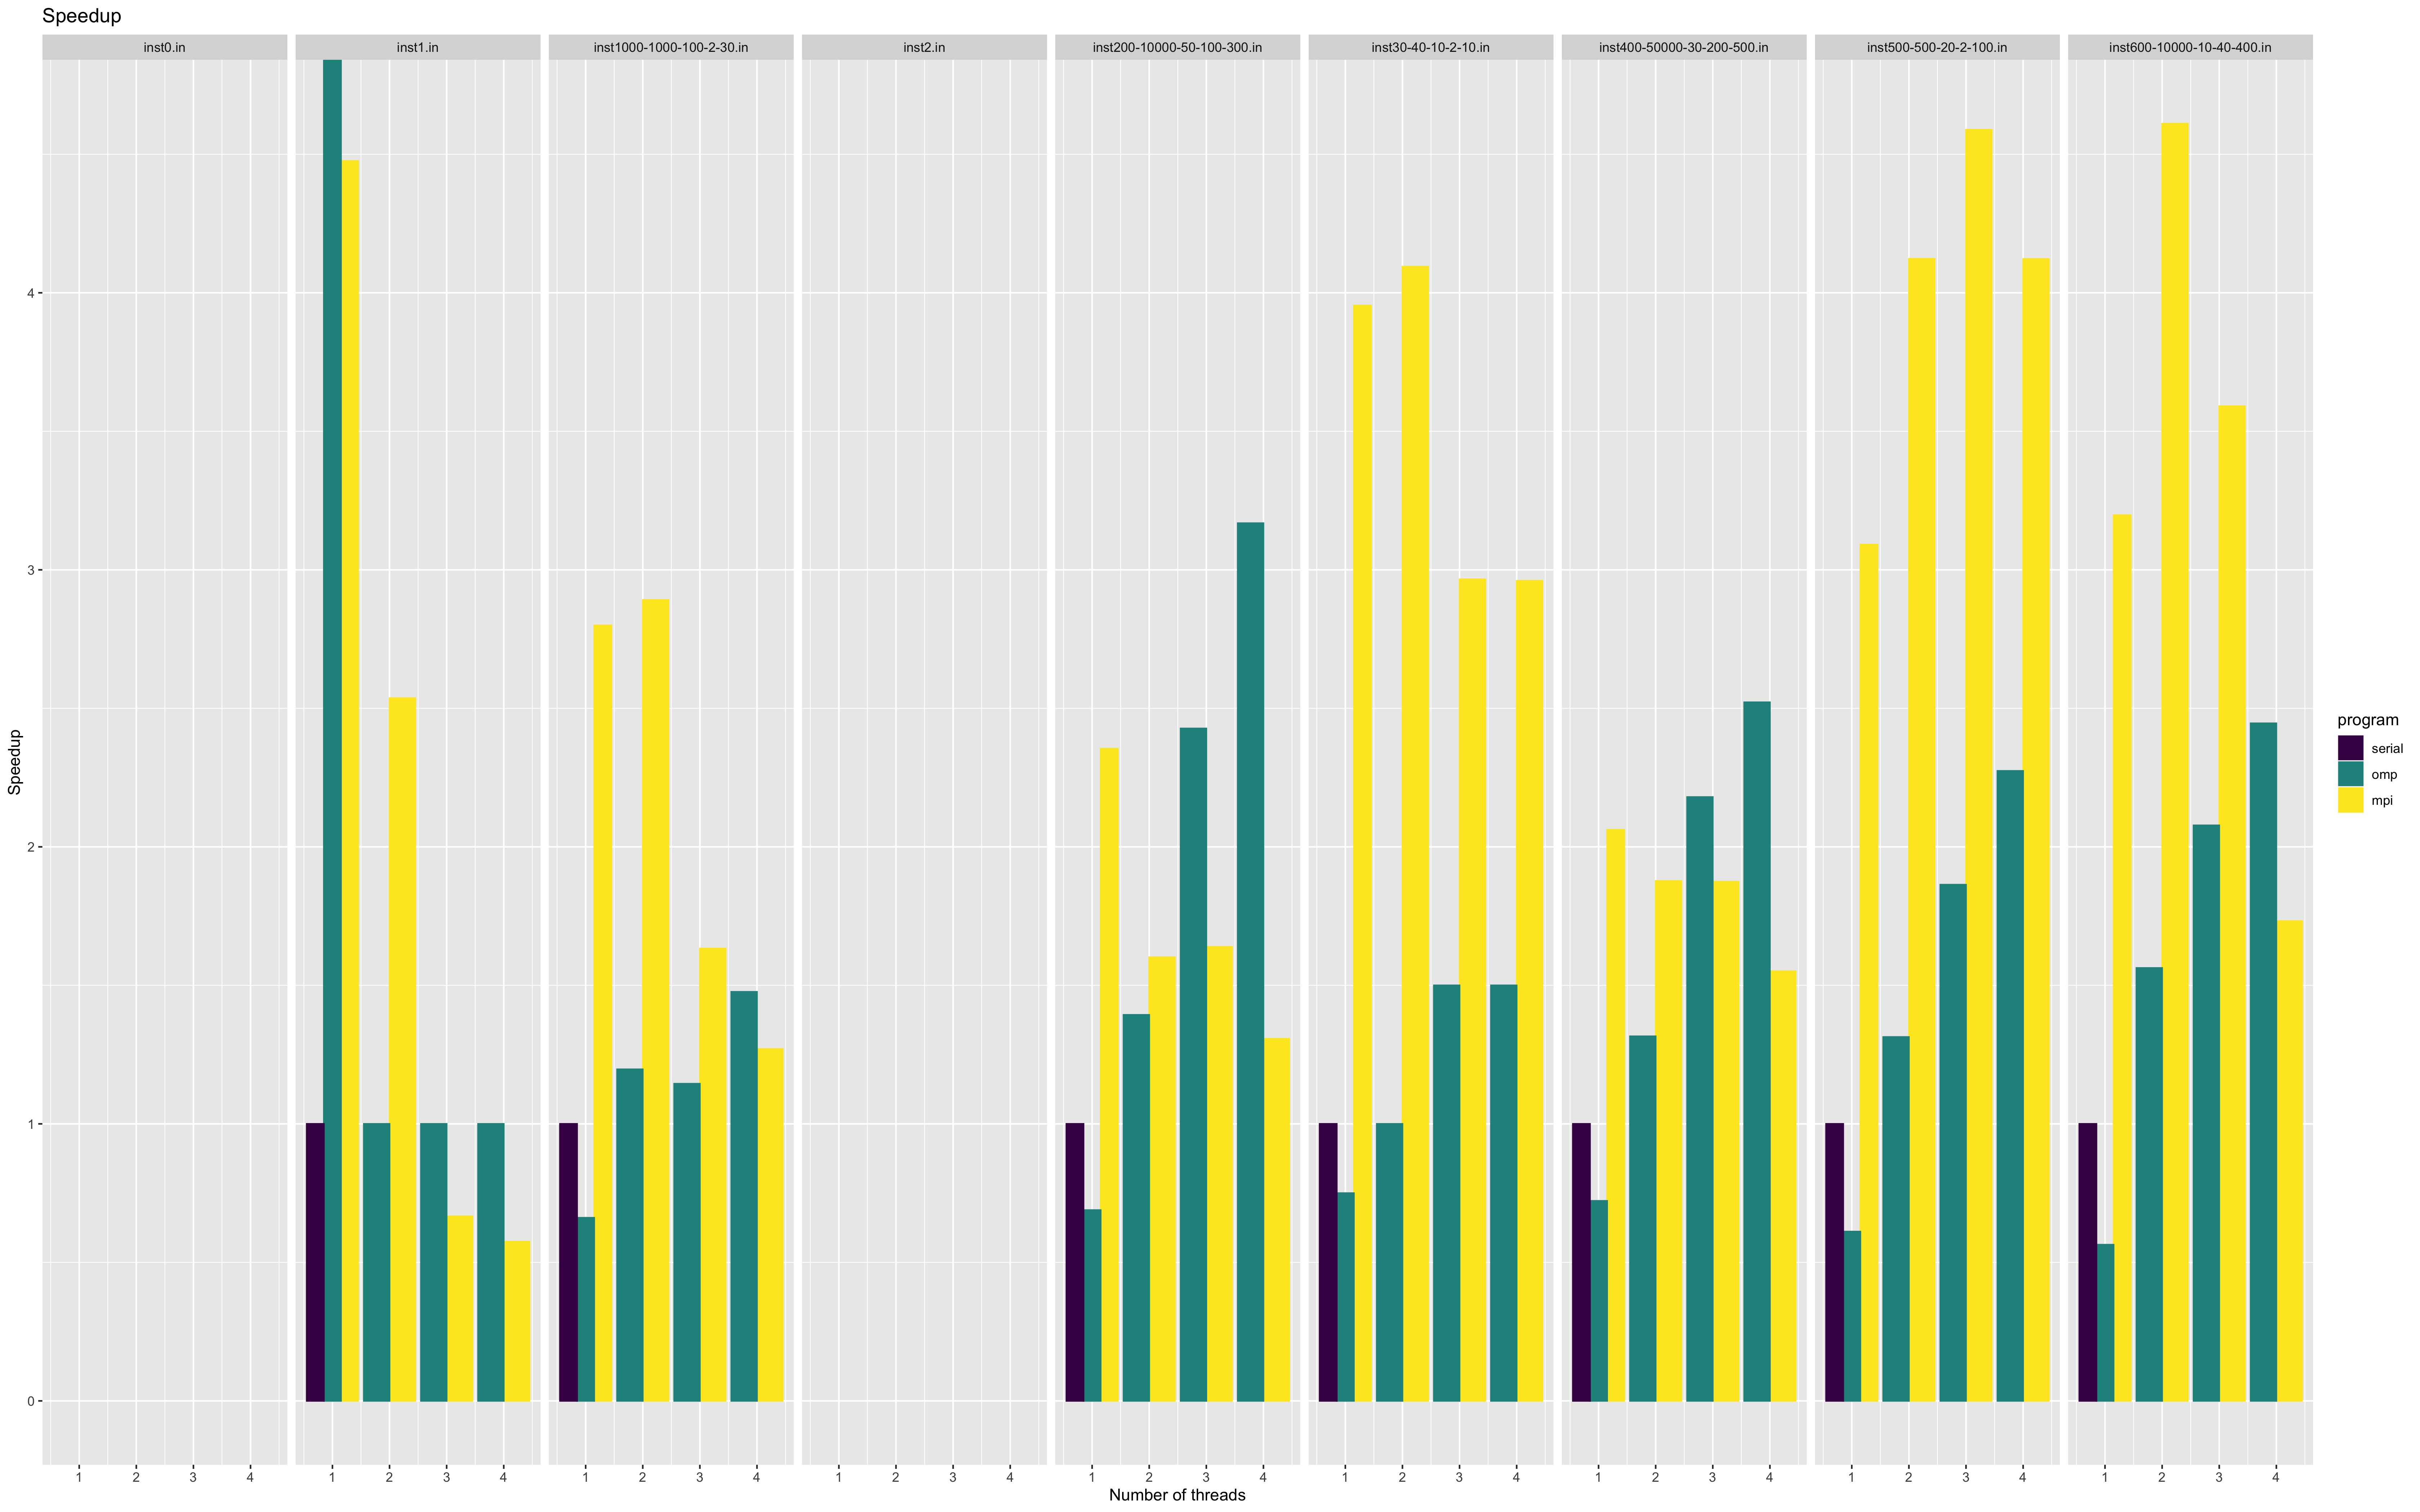 Speedup
inst0.in
inst1.in
inst1000-1000-100-2-30.in
inst2.in
inst200-10000-50-100-300.in
inst30-40-10-2-10.in
inst400-50000-30-200-500.in
inst500-500-20-2-100.in
inst600-10000-10-40-400.in
4
3
2
1
0
Speedup
1 2 3 4
1 2 3 4
1 2 3 4
1 2 3 4
1 2 3 4
1 2 3 4
1 2 3 4
1 2 3 4
1 2 3 4
Number of threads
program
serial
omp
mpi